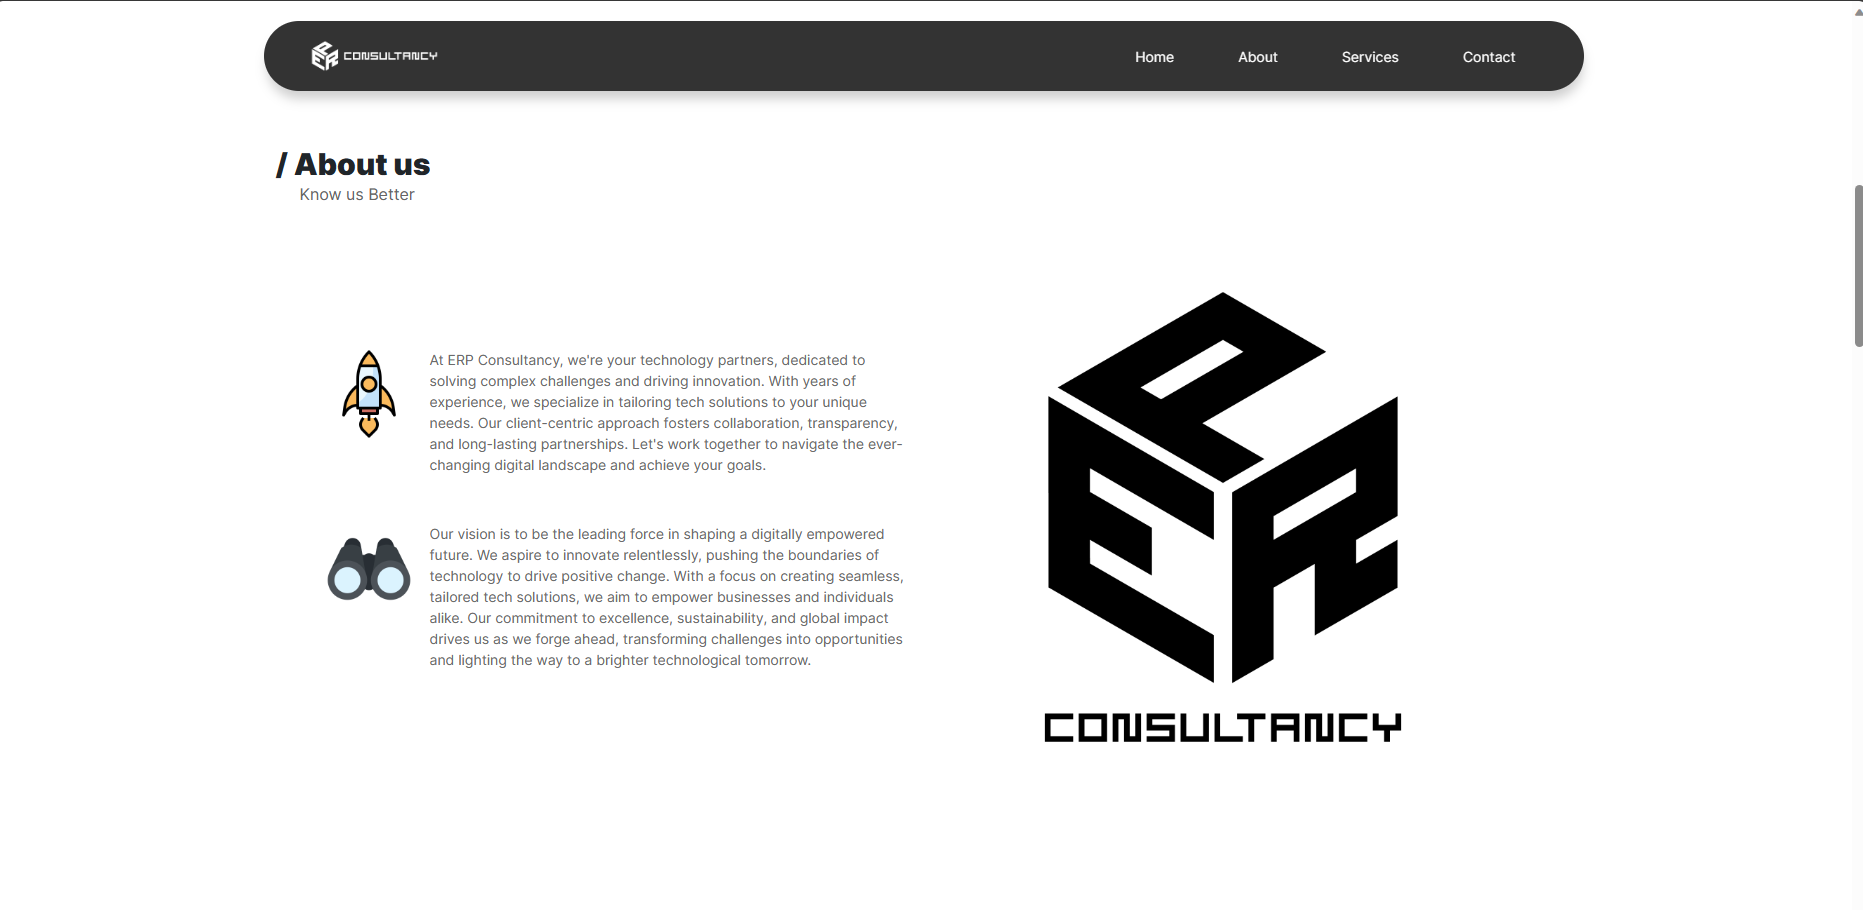 ERP CONSULTANCY
Home
About
Services
Contact
/ About us
Know us Better
At ERP Consultancy, we're your technology partners, dedicated to
solving complex challenges and driving innovation. With years of
experience, we specialize in tailoring tech solutions to your unique
needs. Our client-centric approach fosters collaboration, transparency,
and long-lasting partnerships. Let's work together to navigate the ever-
changing digital landscape and achieve your goals.
Our vision is to be the leading force in shaping a digitally empowered
future. We aspire to innovate relentlessly, pushing the boundaries of
technology to drive positive change. With a focus on creating seamless,
tailored tech solutions, we aim to empower businesses and individuals
alike. Our commitment to excellence, sustainability, and global impact
drives us as we forge ahead, transforming challenges into opportunities
and lighting the way to a brighter technological tomorrow.
ERP
CONSULTANCY